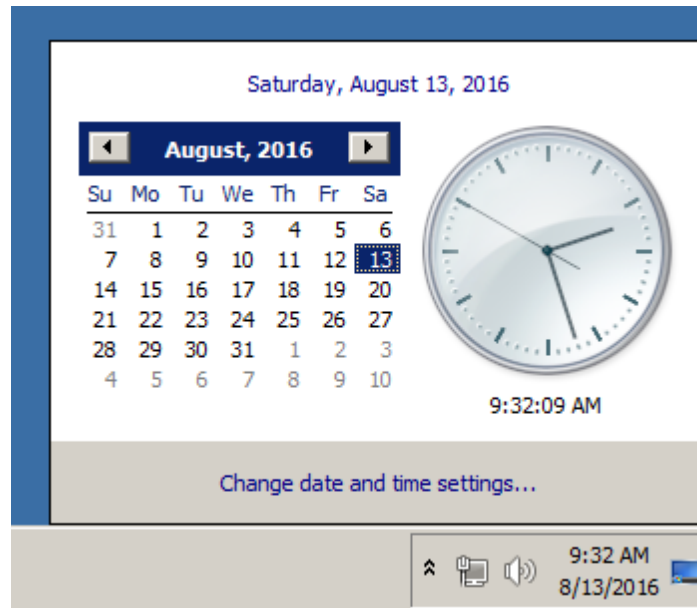 Saturday, August 13, 2016
August, 2016
Su Mo Tu We Th Fr Sa
31 1 2 3 4 5 6
7 8 9 10 11 12 13
14 15 16 17 18 19 20
21 22 23 24 25 26 27
28 29 30 31 1 2 3
4 5 6 7 8 9 10
9:32:09 AM
Change date and time settings...
9:32 AM
8/13/2016